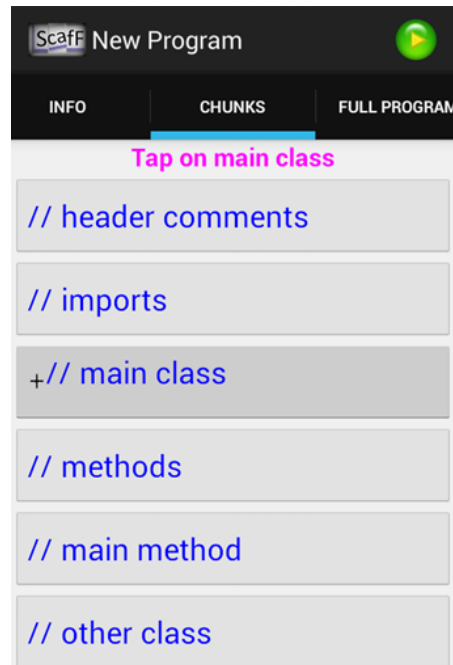 ScafF New Program
INFO CHUNKS FULL PROGRAM
Tap on main class
// header comments
// imports
+// main class
// methods
// main method
// other class